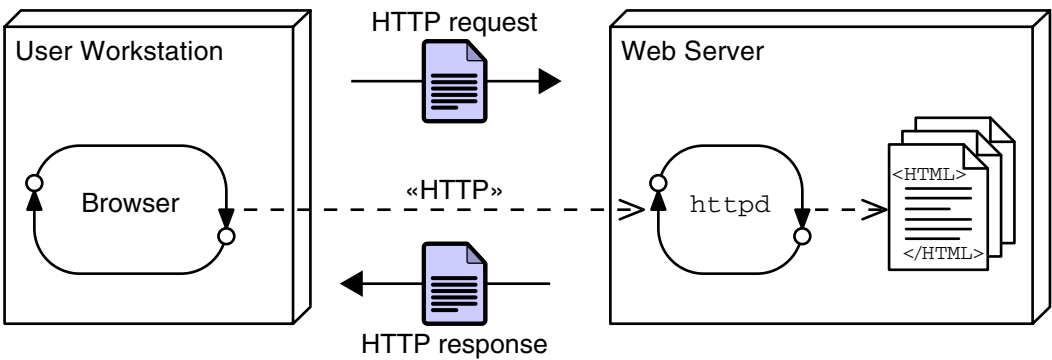 HTTP request
User Workstation
Web Server
<HTML>
Browser
«HTTP»
httpd
</HTML>
HTTP response